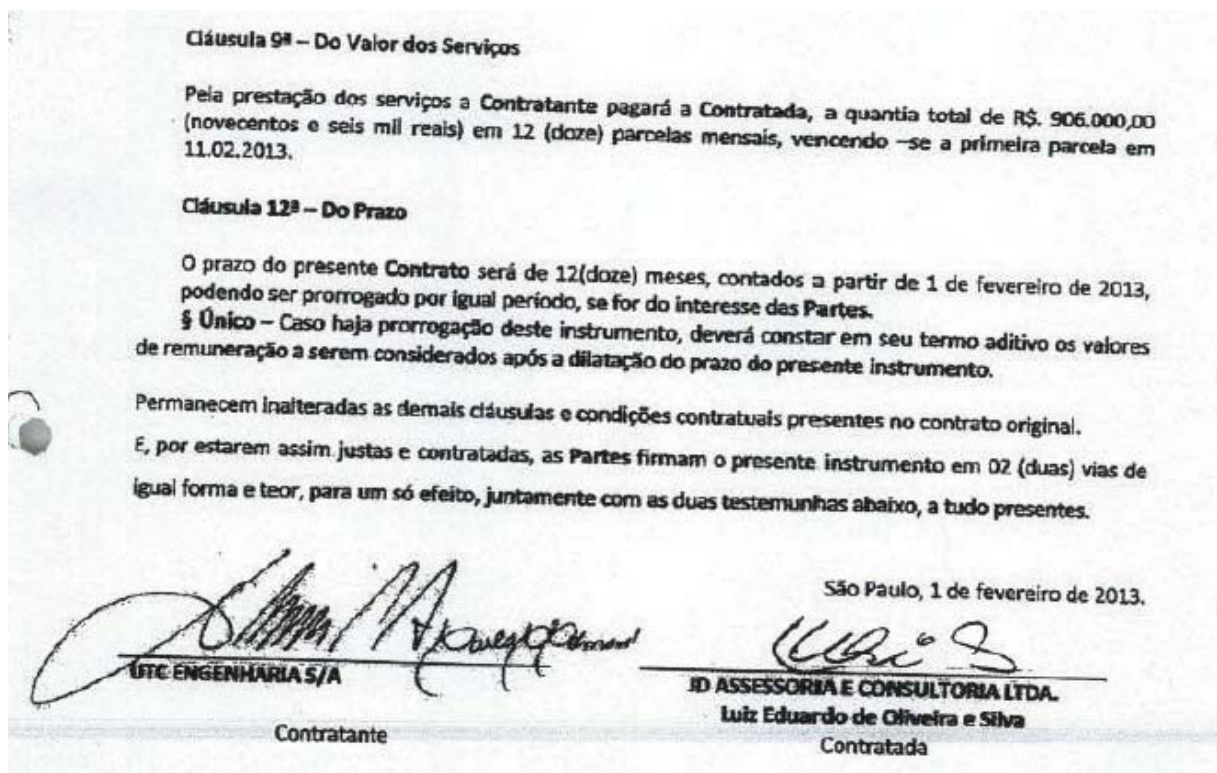 Cláusula 9ª – Do Valor dos Serviços
Pela prestação dos serviços a Contratante pagará a Contratada, a quantia total de R$. 906.000,00
(novecentos e seis mil reais) em 12 (doze) parcelas mensais, vencendo –se a primeira parcela em
11.02.2013.
Cláusula 12ª – Do Prazo
O prazo do presente Contrato será de 12(doze) meses, contados a partir de 1 de fevereiro de 2013,
podendo ser prorrogado por igual período, se for do interesse das Partes.
§ Único – Caso haja prorrogação deste instrumento, deverá constar em seu termo aditivo os valores
de remuneração a serem considerados após a dilatação do prazo do presente instrumento.
Permanecem inalteradas as demais cláusulas e condições contratuais presentes no contrato original.
E, por estarem assim justas e contratadas, as Partes firmam o presente instrumento em 02 (duas) vias de
igual forma e teor, para um só efeito, juntamente com as duas testemunhas abaixo, a tudo presentes.
São Paulo, 1 de fevereiro de 2013.
UTC ENGENHARIA S/A
Contratante
JD ASSESSORIA E CONSULTORIA LTDA.
Luiz Eduardo de Oliveira e Silva
Contratada